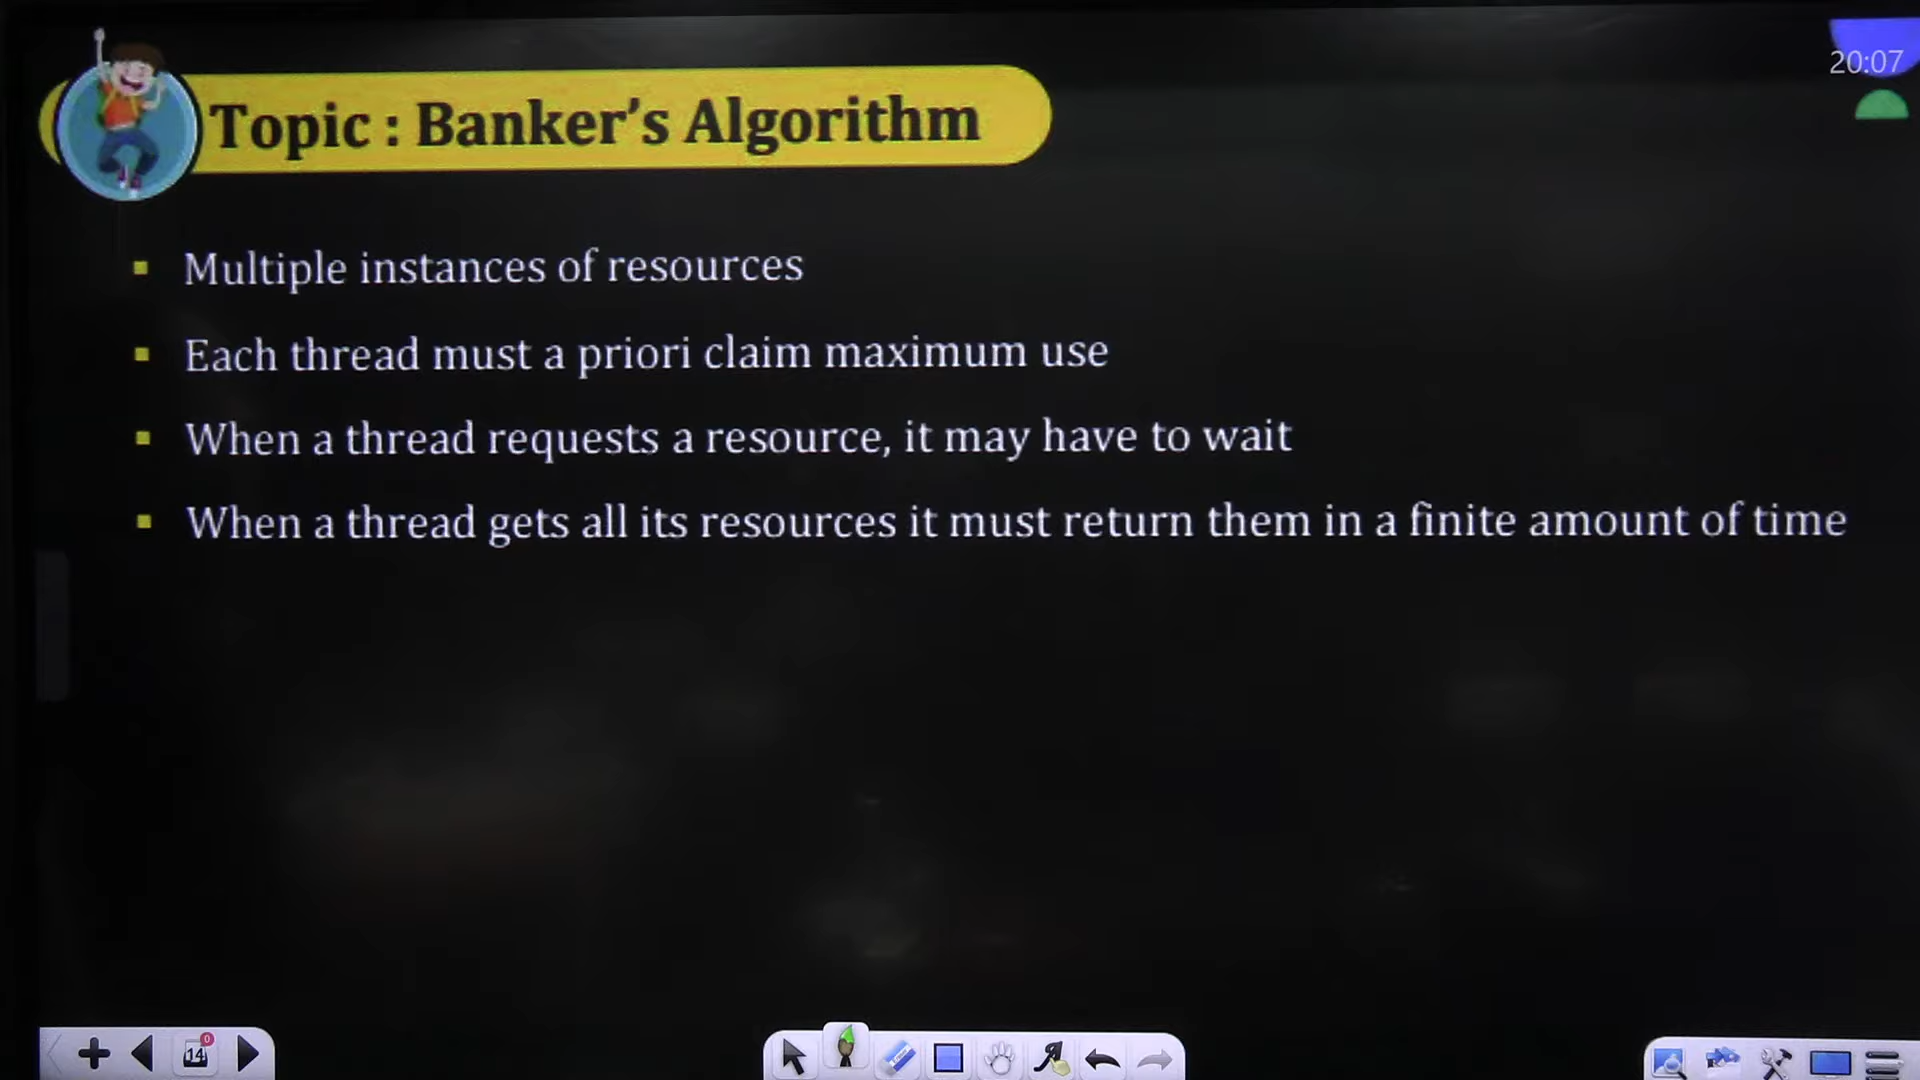 20:07
Topic : Banker's Algorithm
Multiple instances of resources
Each thread must a priori claim maximum use
When a thread requests a resource, it may have to wait
When a thread gets all its resources it must return them in a finite amount of time
14
0